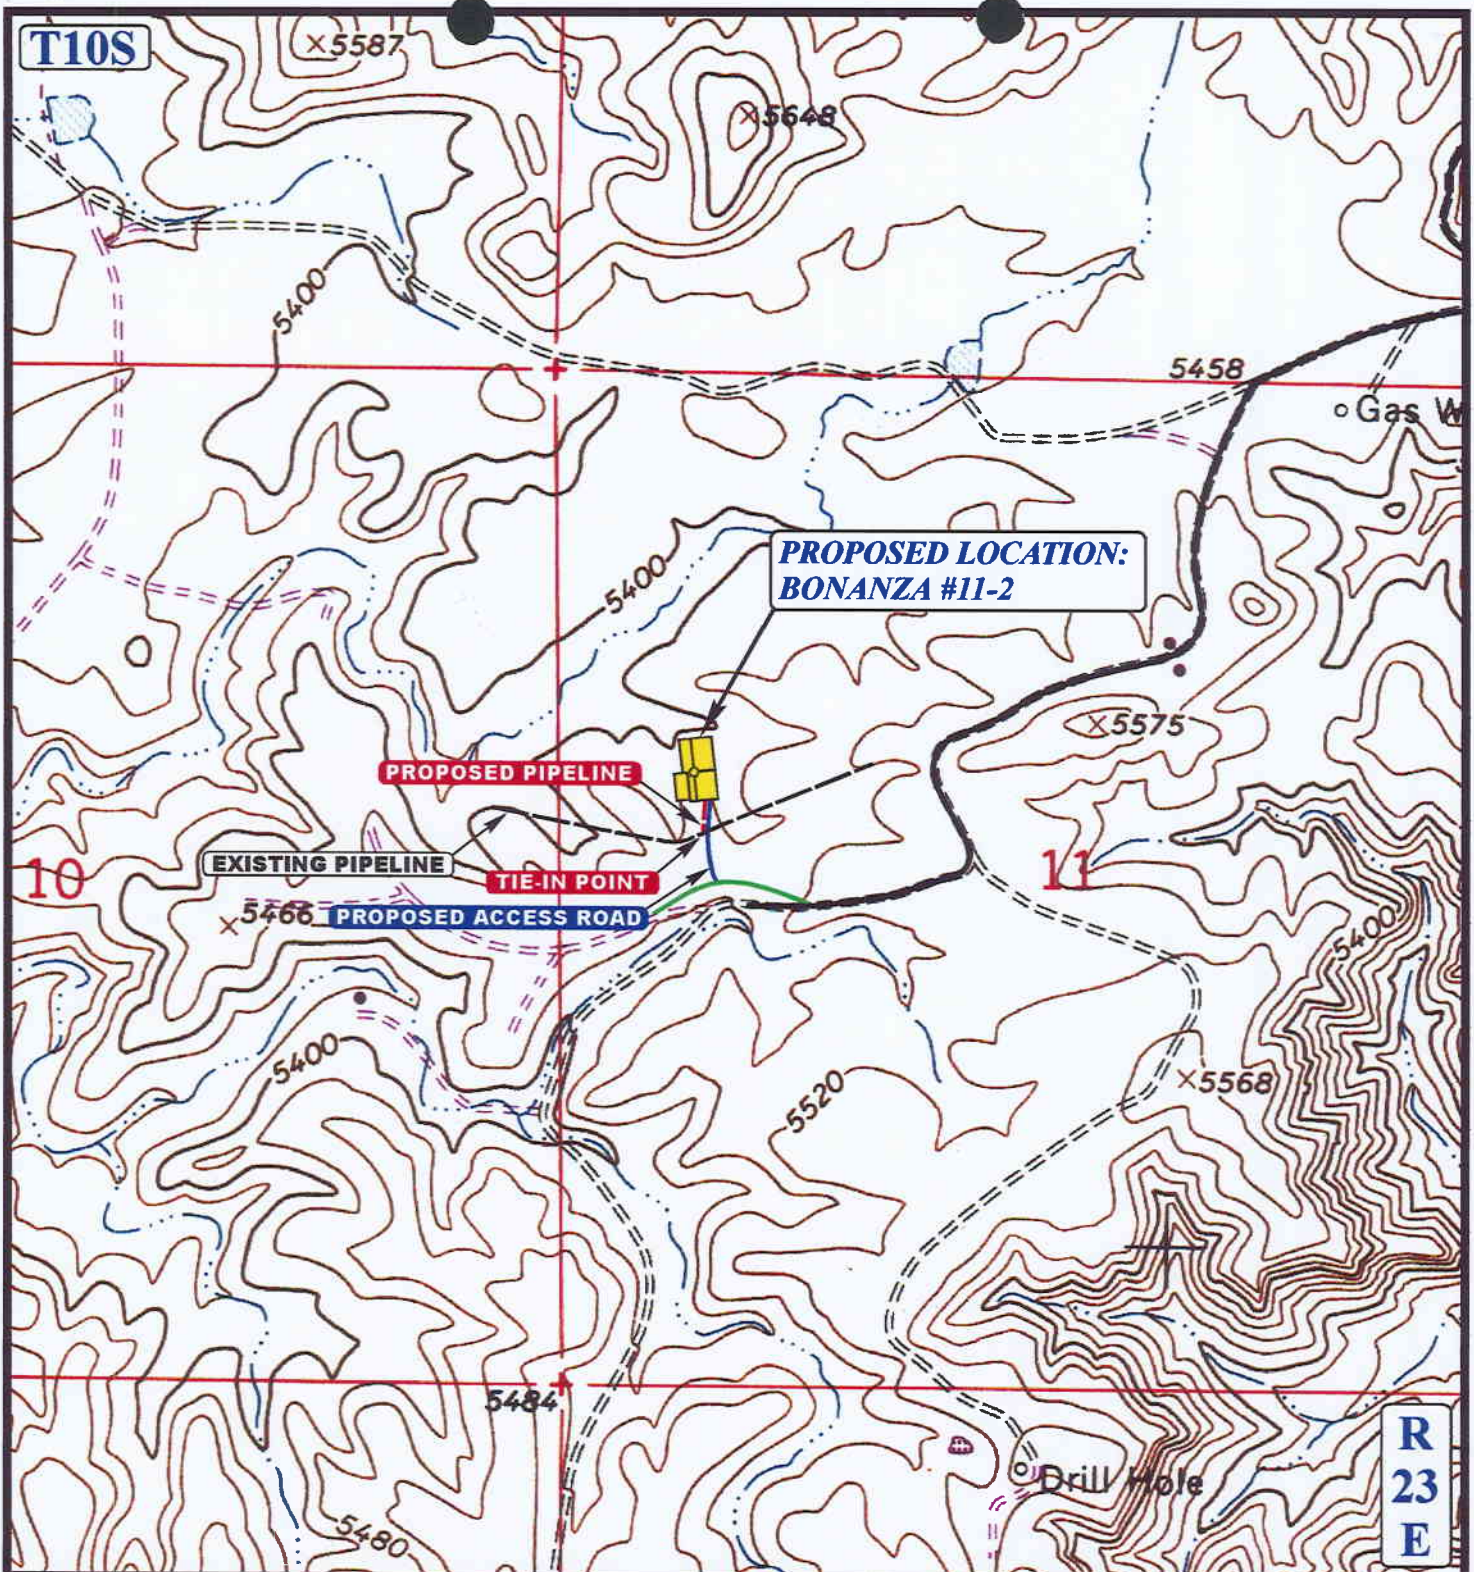 T10S
5587
5648
5400
5458
Gas W
PROPOSED LOCATION:
BONANZA #11-2
5400
5575
PROPOSED PIPELINE
EXISTING PIPELINE
TIE-IN POINT
10
11
5466
PROPOSED ACCESS ROAD
5400
5400
5568
5520
5484
Drill Hole
5480
R
23
E